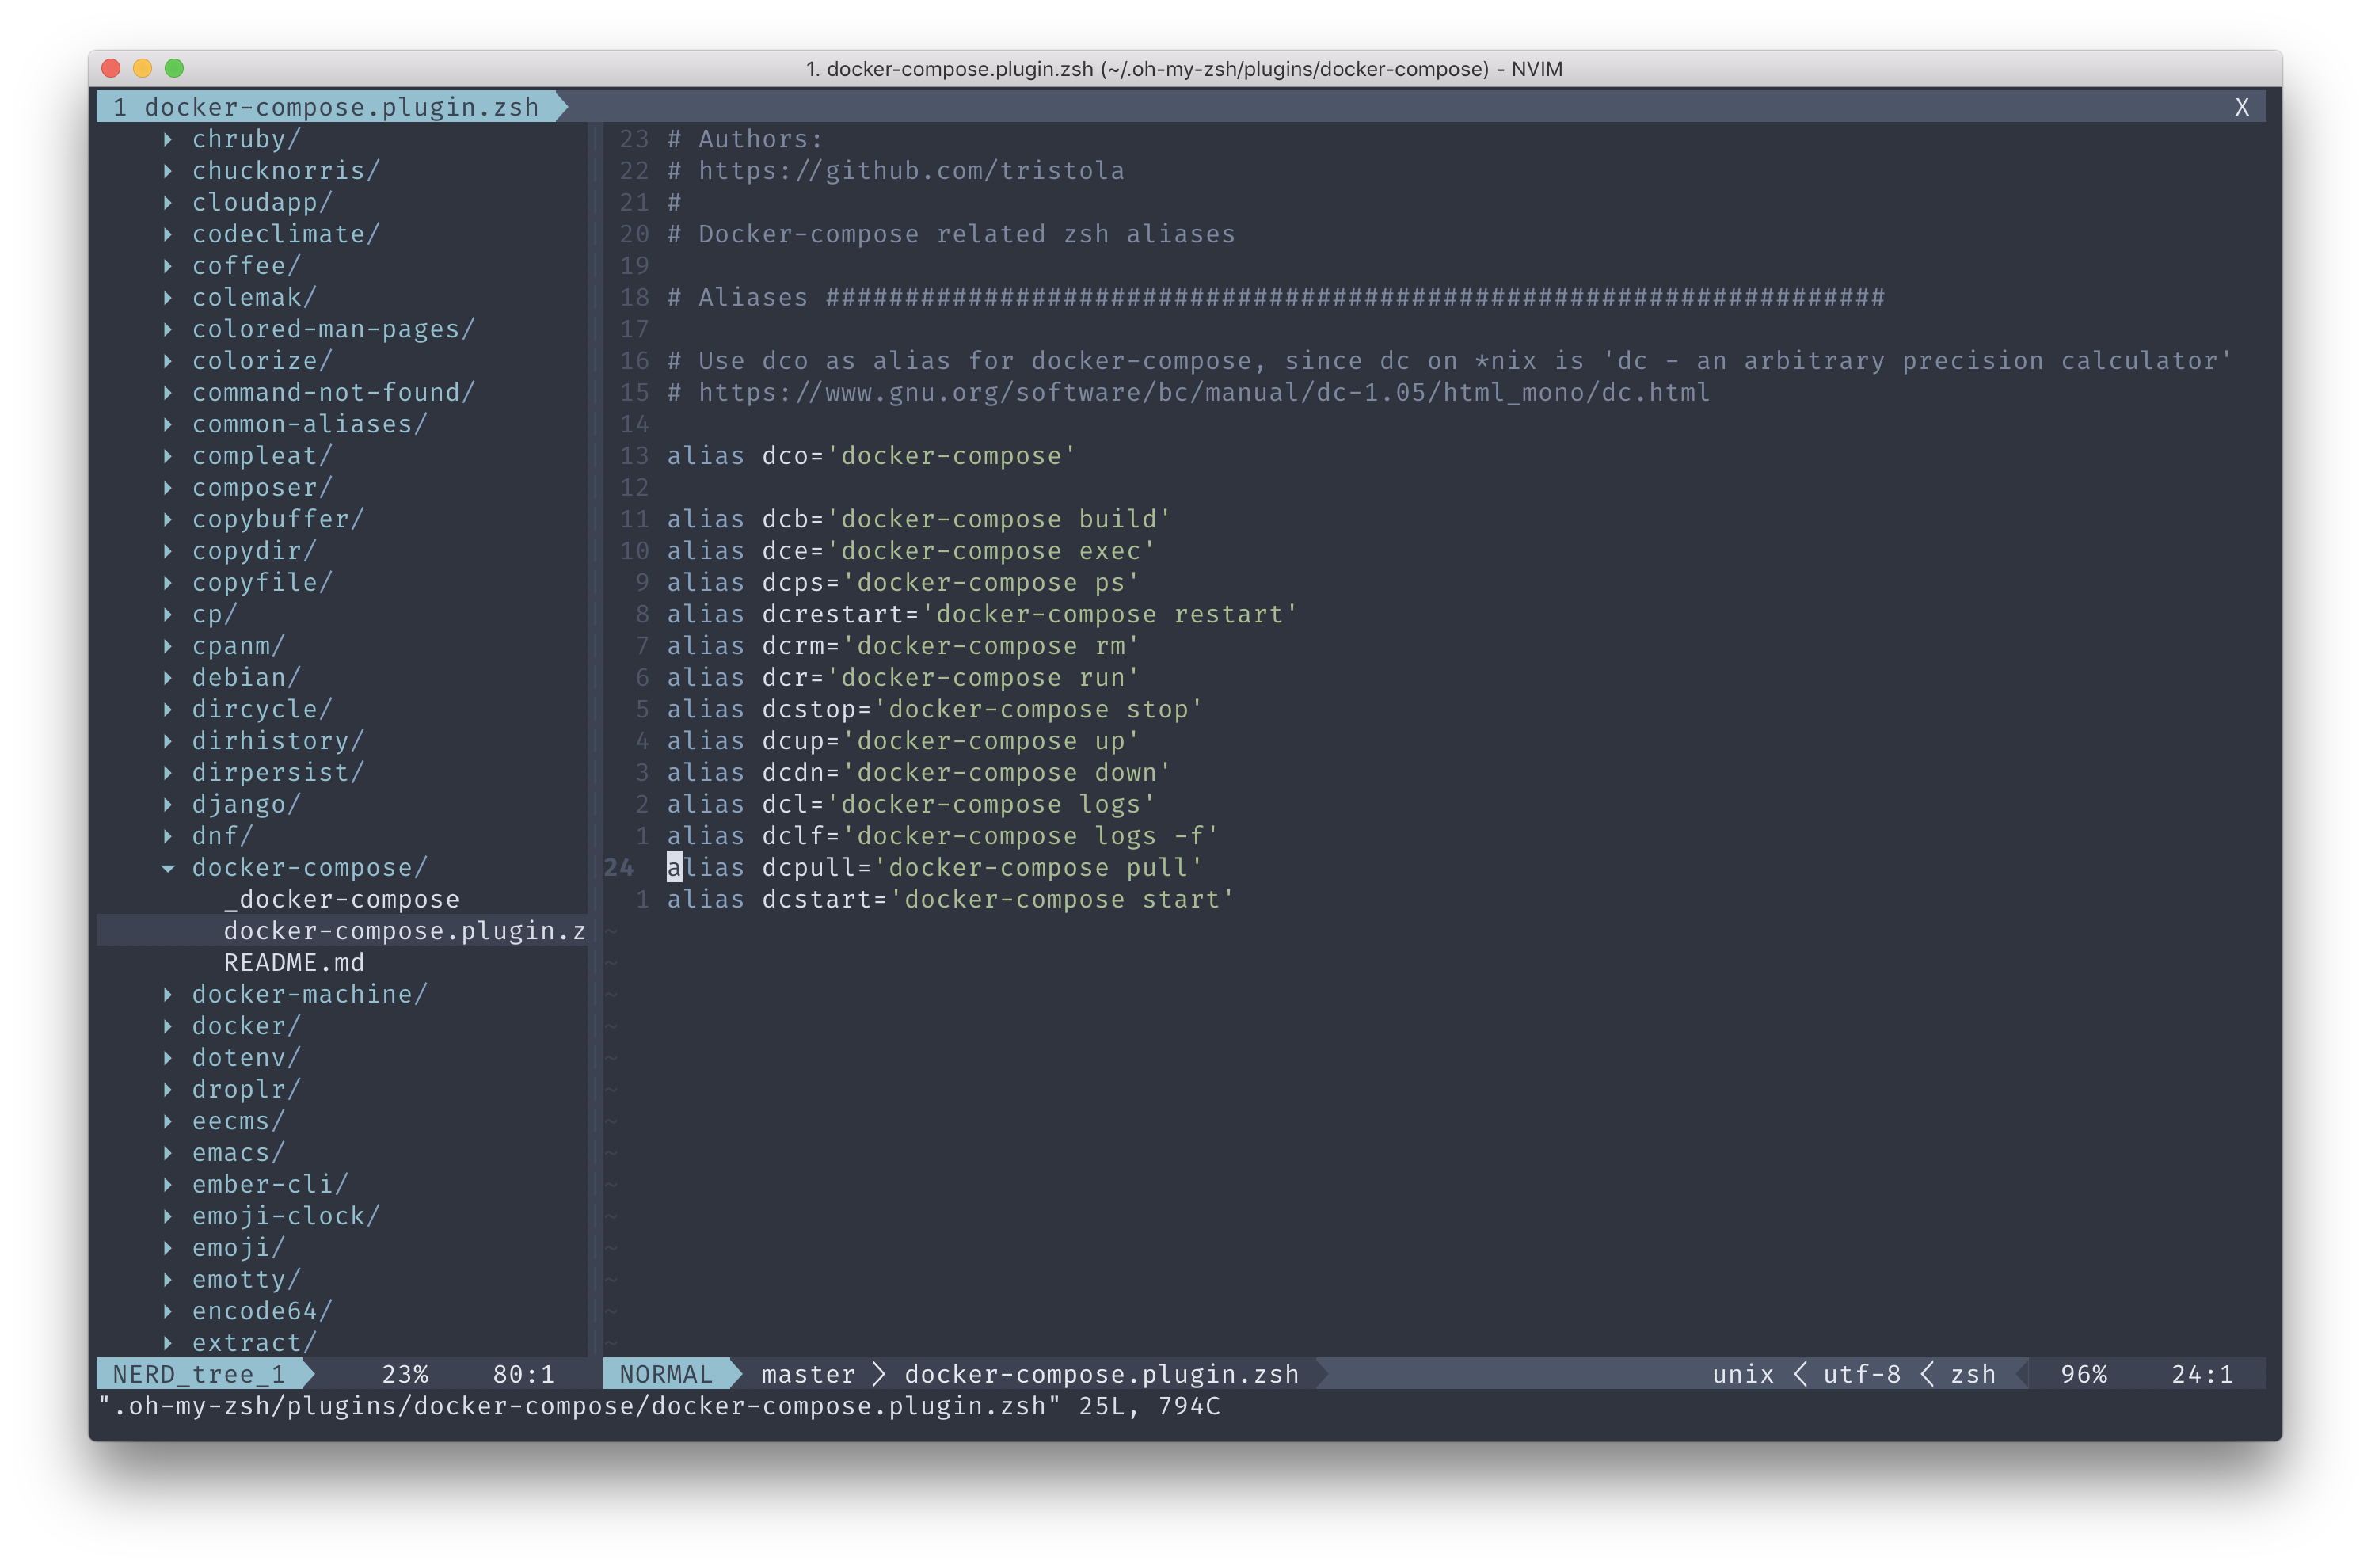 1. docker-compose.plugin.zsh (~/.oh-my-zsh/plugins/docker-compose) - NVIM
1 docker-compose.plugin.zsh X
chruby/
chucknorris/
cloudapp/
codeclimate/
coffee/
colemak/
colored-man-pages/
colorize/
command-not-found/
common-aliases/
compleat/
composer/
copybuffer/
copydir/
copyfile/
cp/
cpanm/
debian/
dircycle/
dirhistory/
dirpersist/
django/
dnf/
docker-compose/
_docker-compose
docker-compose.plugin.z
README.md
docker-machine/
docker/
dotenv/
droplr/
eecms/
emacs/
ember-cli/
emoji-clock/
emoji/
emotty/
encode64/
extract/
23 # Authors:
22 # https://github.com/tristola
21 #
20 # Docker-compose related zsh aliases
19
18 # Aliases ###################################################################
17
16 # Use dco as alias for docker-compose, since dc on *nix is 'dc - an arbitrary precision calculator'
15 # https://www.gnu.org/software/bc/manual/dc-1.05/html_mono/dc.html
14
13 alias dco='docker-compose'
12
11 alias dcb='docker-compose build'
10 alias dce='docker-compose exec'
9 alias dcps='docker-compose ps'
8 alias dcrestart='docker-compose restart'
7 alias dcrm='docker-compose rm'
6 alias dcr='docker-compose run'
5 alias dcstop='docker-compose stop'
4 alias dcup='docker-compose up'
3 alias dcdn='docker-compose down'
2 alias dcl='docker-compose logs'
1 alias dclf='docker-compose logs -f'
24 alias dcpull='docker-compose pull'
1 alias dcstart='docker-compose start'
~
~
~
~
~
~
~
~
~
~
~
~
~
~
NERD_tree_1 23% 80:1 NORMAL master docker-compose.plugin.zsh unix utf-8 zsh 96% 24:1
".oh-my-zsh/plugins/docker-compose/docker-compose.plugin.zsh" 25L, 794C